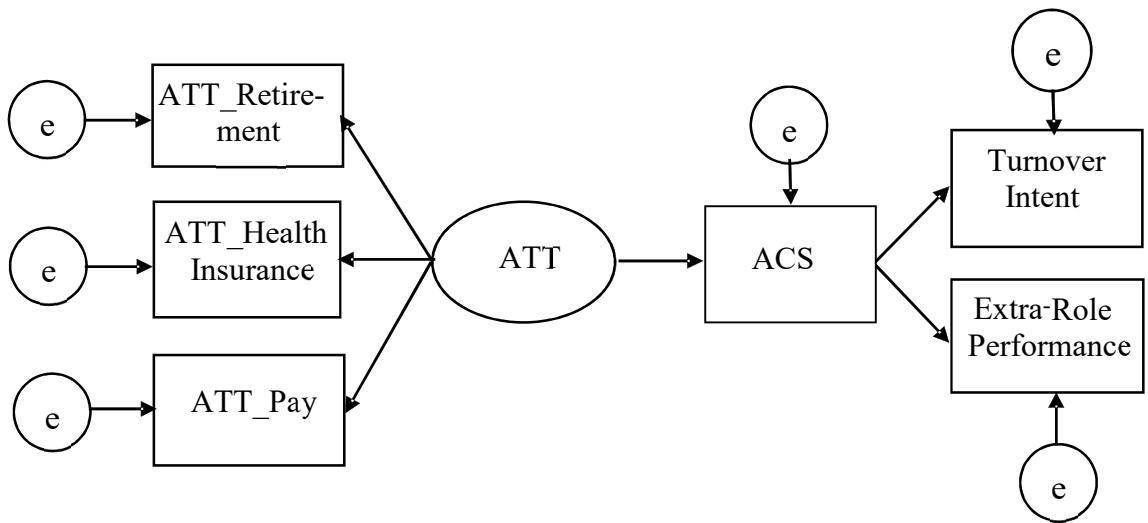 e
ATT_Retire-
ment
e
ATT_Health
Insurance
e
ATT_Pay
ATT
e
ACS
e
Turnover
Intent
Extra-Role
Performance
e